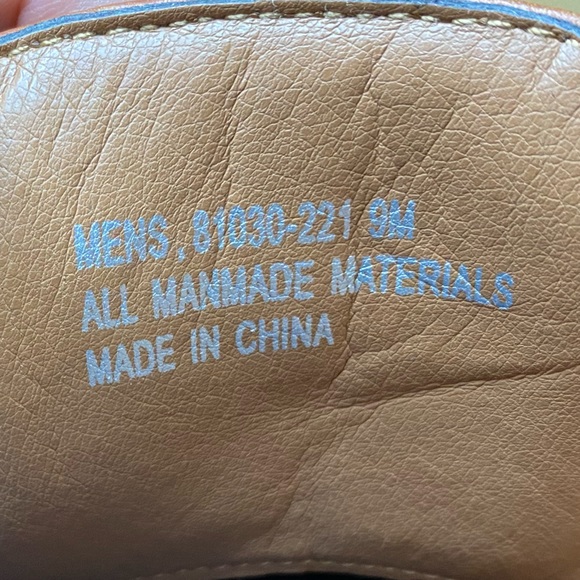 MENS, 81030-221 9M
ALL MANMADE MATERIALS
MADE IN CHINA